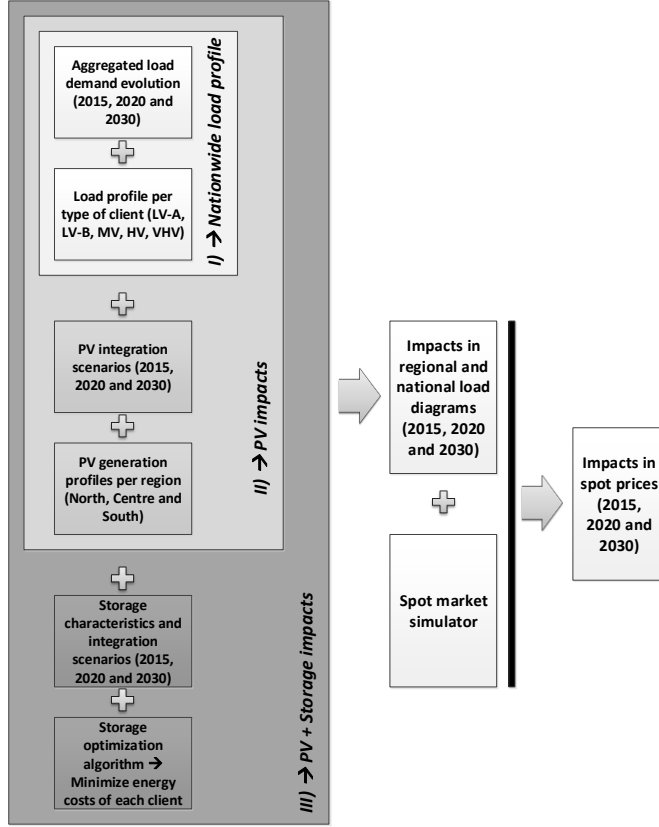 Aggregated load
demand evolution
(2015, 2020 and
2030)
Load profile per
type of client (LV-A,
LV-B, MV, HV, VHV)
I) → Nationwide load profile
PV integration
scenarios (2015,
2020 and 2030)
PV generation
profiles per region
(North, Centre and
South)
II) → PV impacts
Storage
characteristics and
integration
scenarios (2015,
2020 and 2030)
Storage
optimization
algorithm →
Minimize energy
costs of each client
III) → PV + Storage impacts
Impacts in
regional and
national load
diagrams
(2015, 2020
and 2030)
Spot market
simulator
Impacts in
spot prices
(2015,
2020 and
2030)